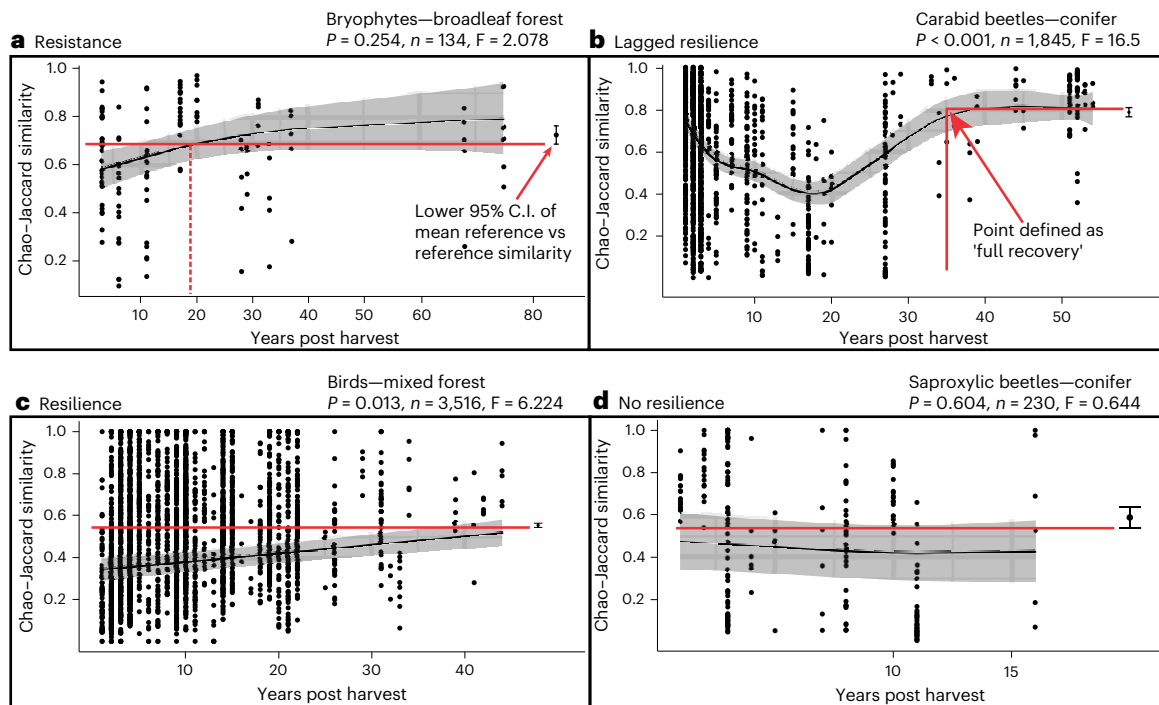 Bryophytes—broadleaf forest
a Resistance
P = 0.254, n = 134, F = 2.078
1.0
0.8
0.6
0.4
0.2
Chao–Jaccard similarity
Lower 95% C.I. of
mean reference vs
reference similarity
10 20 30 40 50 60 80
Years post harvest
Carabid beetles—conifer
b Lagged resilience
P < 0.001, n = 1,845, F = 16.5
1.0
0.8
0.6
0.4
0.2
Chao–Jaccard similarity
Point defined as
'full recovery'
10 20 30 40 50
Years post harvest
Birds—mixed forest
c Resilience
P = 0.013, n = 3,516, F = 6.224
1.0
0.8
0.6
0.4
0.2
Chao–Jaccard similarity
10 20 30 40
Years post harvest
Saproxylic beetles—conifer
d No resilience
P = 0.604, n = 230, F = 0.644
1.0
0.8
0.6
0.4
0.2
Chao–Jaccard similarity
10 15
Years post harvest